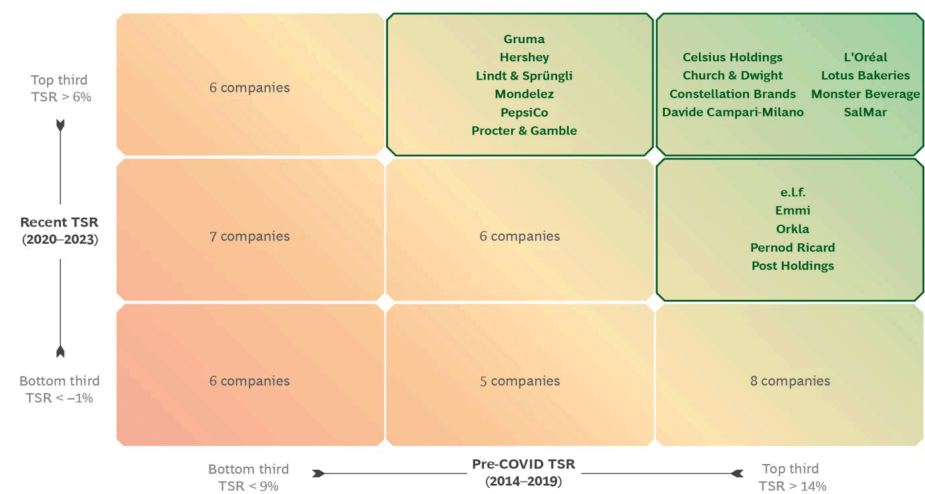 Top third
TSR > 6%
Recent TSR
(2020–2023)
Bottom third
TSR < –1%
6 companies
Gruma
Hershey
Lindt & Sprüngli
Mondelez
PepsiCo
Procter & Gamble
Celsius Holdings
Church & Dwight
Constellation Brands
Davide Campari-Milano
L'Oréal
Lotus Bakeries
Monster Beverage
SalMar
7 companies
6 companies
e.l.f.
Emmi
Orkla
Pernod Ricard
Post Holdings
6 companies
5 companies
8 companies
Bottom third
TSR < 9%
Pre-COVID TSR
(2014–2019)
Top third
TSR > 14%